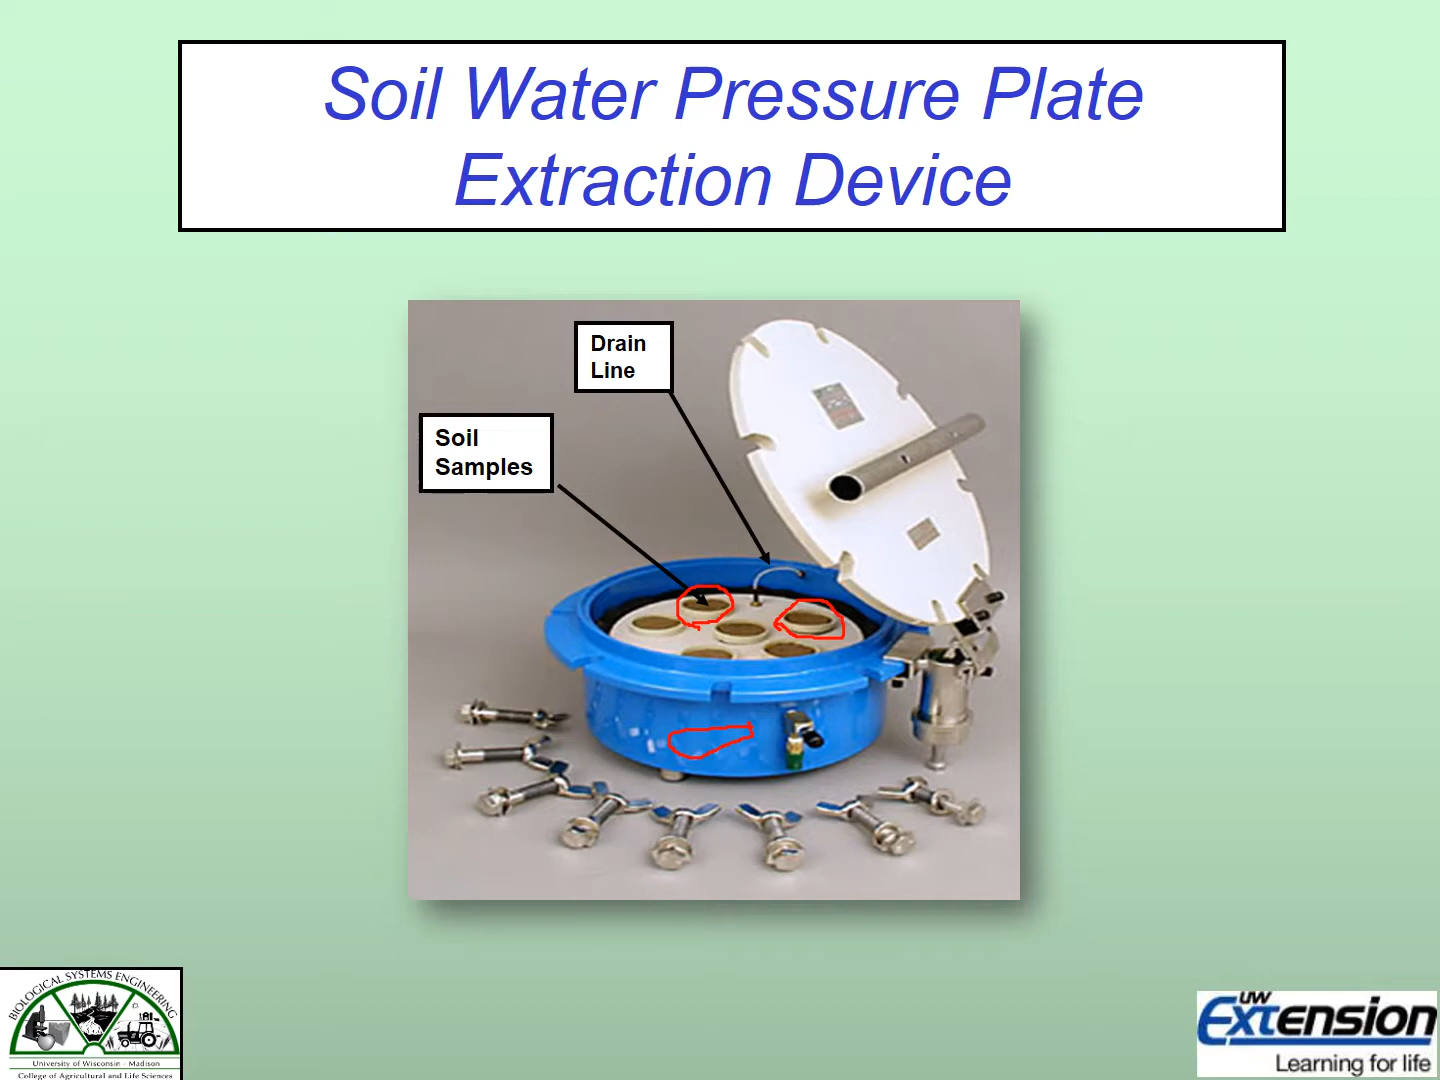 Soil Water Pressure Plate
Extraction Device
Drain
Line
Soil
Samples
BIOLOGICAL SYSTEMS ENGINEERING
University of Wisconsin - Madison
College of Agricultural and Life Sciences
UW
Extension
Learning for life